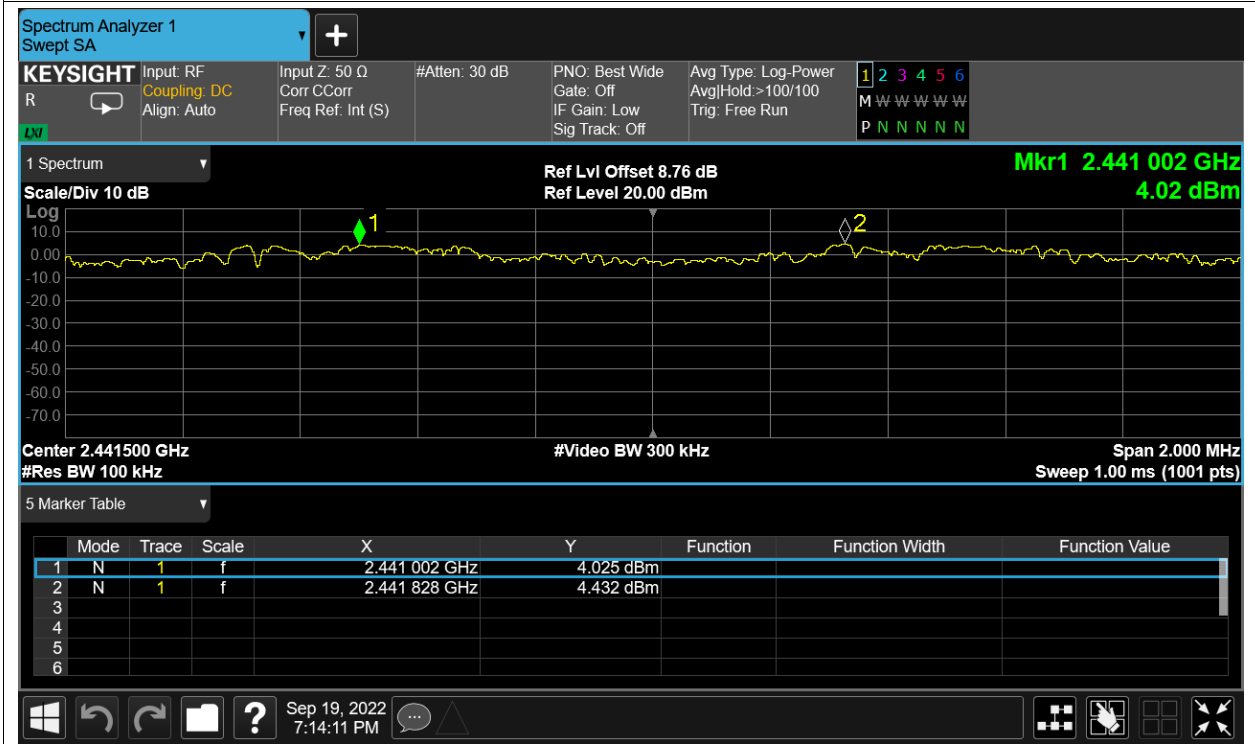 Spectrum Analyzer 1
Swept SA
+
KEYSIGHT
R
LXI
Input: RF
Coupling: DC
Align: Auto
Input Z: 50 Ω
Corr CCorr
Freq Ref: Int (S)
#Atten: 30 dB
PNO: Best Wide
Gate: Off
IF Gain: Low
Sig Track: Off
Avg Type: Log-Power
Avg|Hold:>100/100
Trig: Free Run
1 2 3 4 5 6
M W W W W W
P N N N N N N
1 Spectrum
Scale/Div 10 dB
Ref Lvl Offset 8.76 dB
Ref Level 20.00 dBm
Mkr1 2.441 002 GHz
4.02 dBm
Log
10.0
0.00
-10.0
-20.0
-30.0
-40.0
-50.0
-60.0
-70.0
1
2
Center 2.441500 GHz
#Res BW 100 kHz
#Video BW 300 kHz
Span 2.000 MHz
Sweep 1.00 ms (1001 pts)
5 Marker Table
Mode Trace Scale X Y Function Function Width Function Value
1 N 1 f 2.441 002 GHz 4.025 dBm
2 N 1 f 2.441 828 GHz 4.432 dBm
3
4
5
6
?
Sep 19, 2022
7:14:11 PM